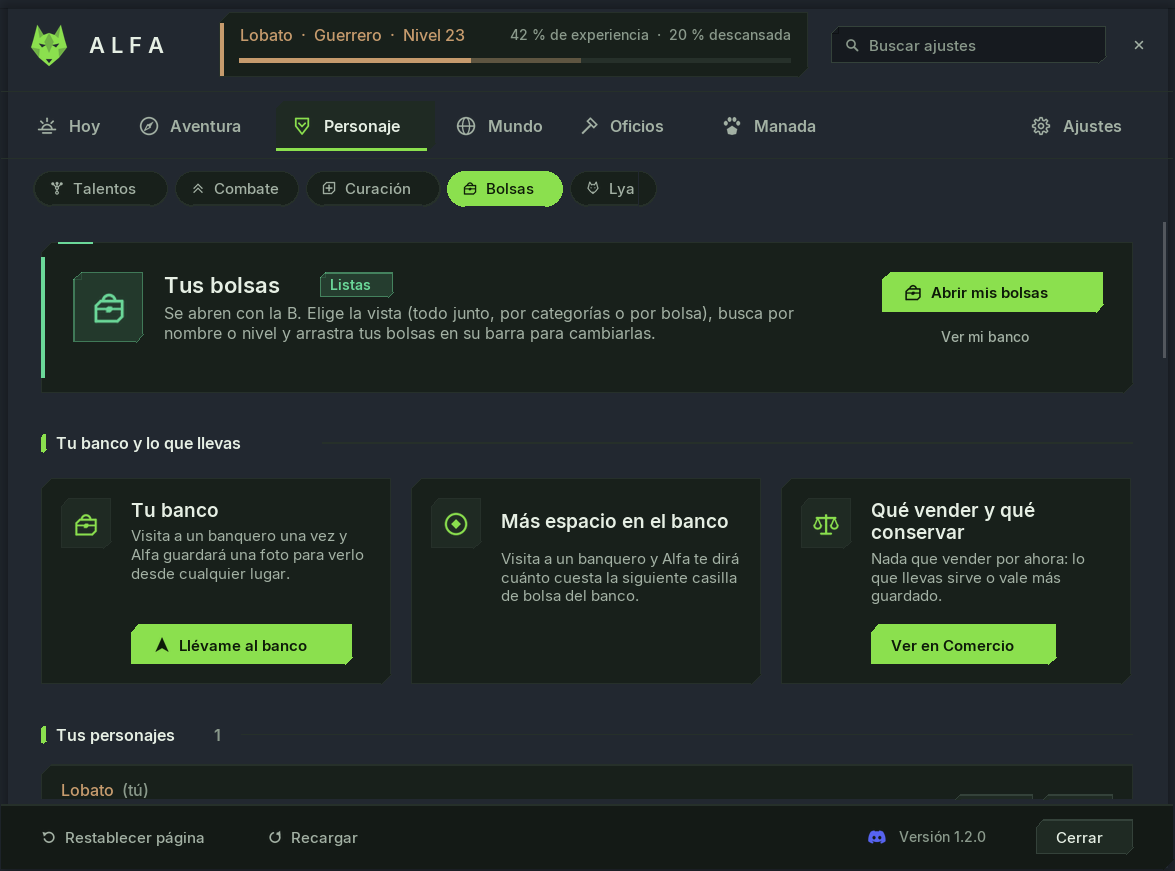 ALFA
Lobato · Guerrero · Nivel 23
42 % de experiencia · 20 % descansada
Buscar ajustes
Hoy
Aventura
Personaje
Mundo
Oficios
Manada
Ajustes
Talentos
Combate
Curación
Bolsas
Lya
Tus bolsas
Listas
Se abren con la B. Elige la vista (todo junto, por categorías o por bolsa), busca por
nombre o nivel y arrastra tus bolsas en su barra para cambiarlas.
Abrir mis bolsas
Ver mi banco
Tu banco y lo que llevas
Tu banco
Visita a un banquero una vez y
Alfa guardará una foto para verlo
desde cualquier lugar.
Llévame al banco
Más espacio en el banco
Visita a un banquero y Alfa te dirá
cuánto cuesta la siguiente casilla
de bolsa del banco.
Qué vender y qué
conservar
Nada que vender por ahora: lo
que llevas sirve o vale más
guardado.
Ver en Comercio
Tus personajes 1
Lobato (tú)
Restablecer página
Recargar
Versión 1.2.0
Cerrar